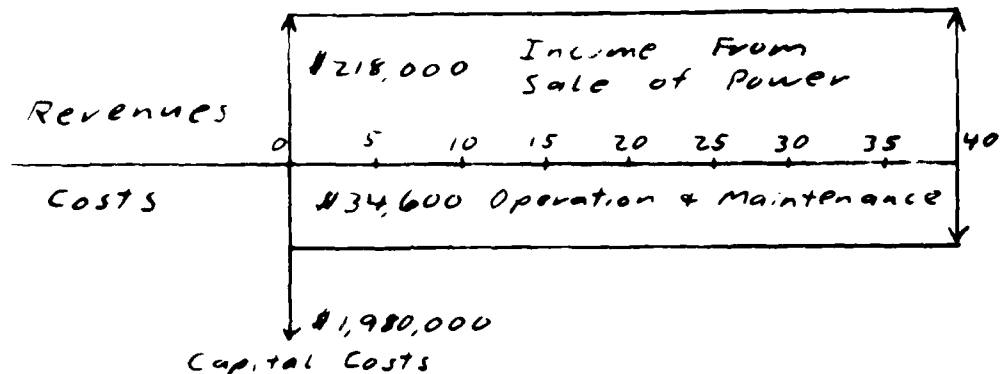 $218,000 Income From
Sale of Power
Revenues
0 5 10 15 20 25 30 35 40
Costs
$34,600 Operation & Maintenance
$1,980,000
Capital Costs